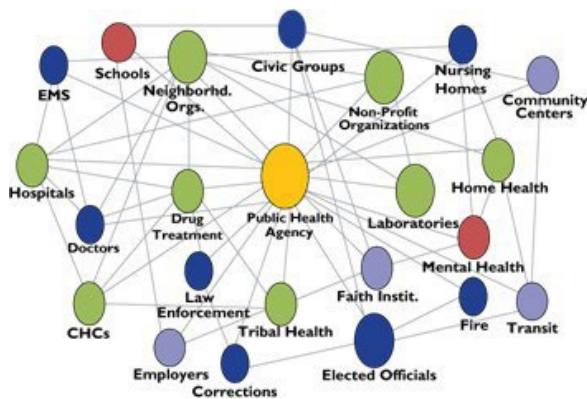 Civic Groups
Schools
EMS
Neighborhd.
Orgs.
Nursing
Homes
Non-Profit
Organizations
Community
Centers
Hospitals
Doctors
Drug
Treatment
Public Health
Agency
Laboratories
Home Health
Mental Health
CHCs
Law
Enforcement
Tribal Health
Faith Instit.
Fire
Transit
Employers
Corrections
Elected Officials